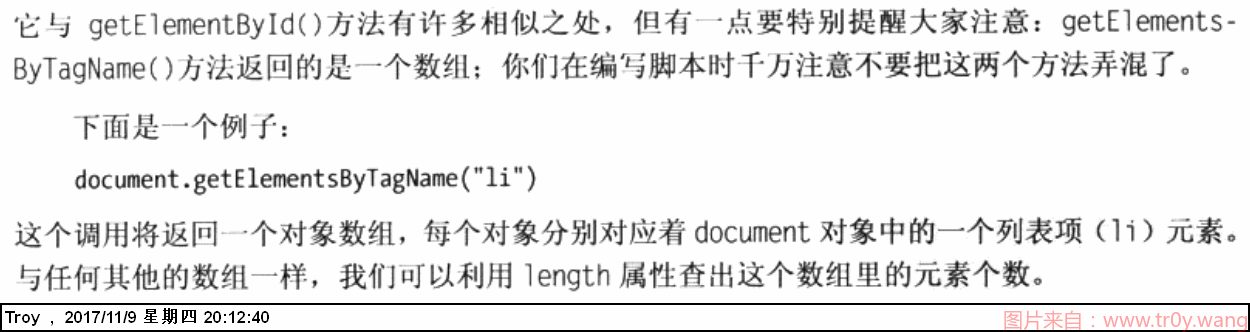 它与 getElementById()方法有许多相似之处，但有一点要特别提醒大家注意：getElements-
ByTagName()方法返回的是一个数组；你们在编写脚本时千万注意不要把这两个方法弄混了。
下面是一个例子：
document.getElementsByTagName("li")
这个调用将返回一个对象数组，每个对象分别对应着 document 对象中的一个列表项（li）元素。
与任何其他的数组一样，我们可以利用 length 属性查出这个数组里的元素个数。
Troy , 2017/11/9 星期四 20:12:40
图片来自：www.tr0y.wang